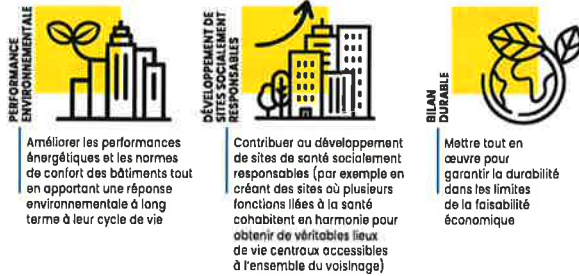 PERFORMANCE
ENVIRONNEMENTALE
Améliorer les performances
énergétiques et les normes
de confort des bâtiments tout
en apportant une réponse
environnementale à long
terme à leur cycle de vie
DÉVELOPPEMENT DE
SITES SOCIALEMENT
RESPONSABLES
Contribuer au développement
de sites de santé socialement
responsables (par exemple en
créant des sites où plusieurs
fonctions liées à la santé
cohabitent en harmonie pour
obtenir de véritables lieux
de vie centraux accessibles
à l'ensemble du voisinage)
BILAN
DURABLE
Mettre tout en
œuvre pour
garantir la durabilité
dans les limites
de la faisabilité
économique